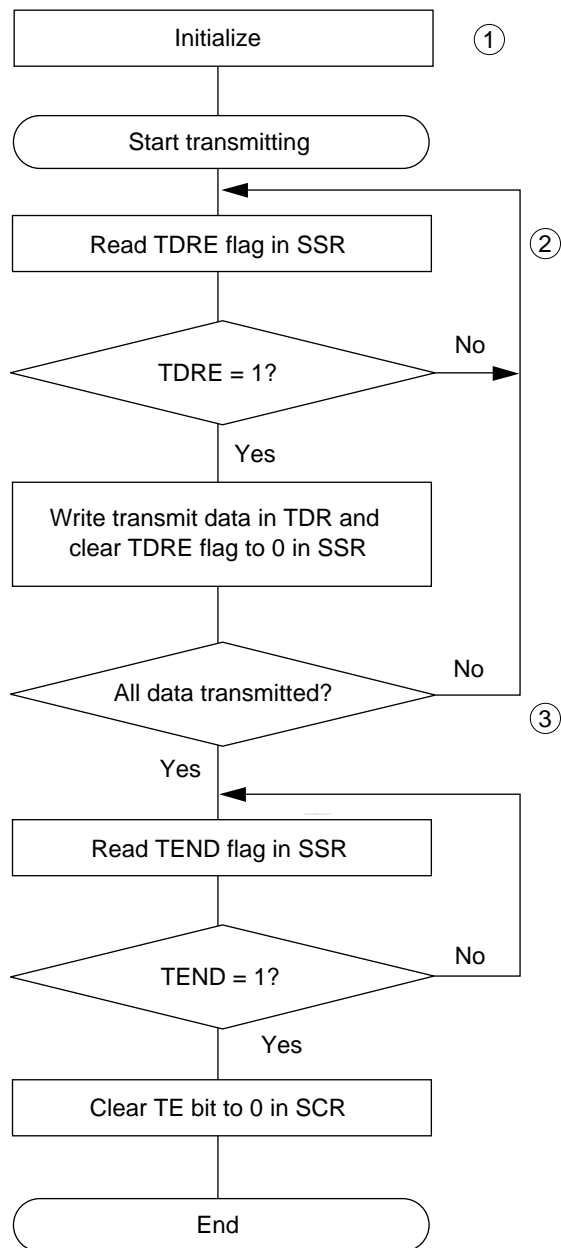 Initialize
①
Start transmitting
Read TDRE flag in SSR
②
TDRE = 1?
No
Yes
Write transmit data in TDR and
clear TDRE flag to 0 in SSR
All data transmitted?
No
③
Yes
Read TEND flag in SSR
TEND = 1?
No
Yes
Clear TE bit to 0 in SCR
End